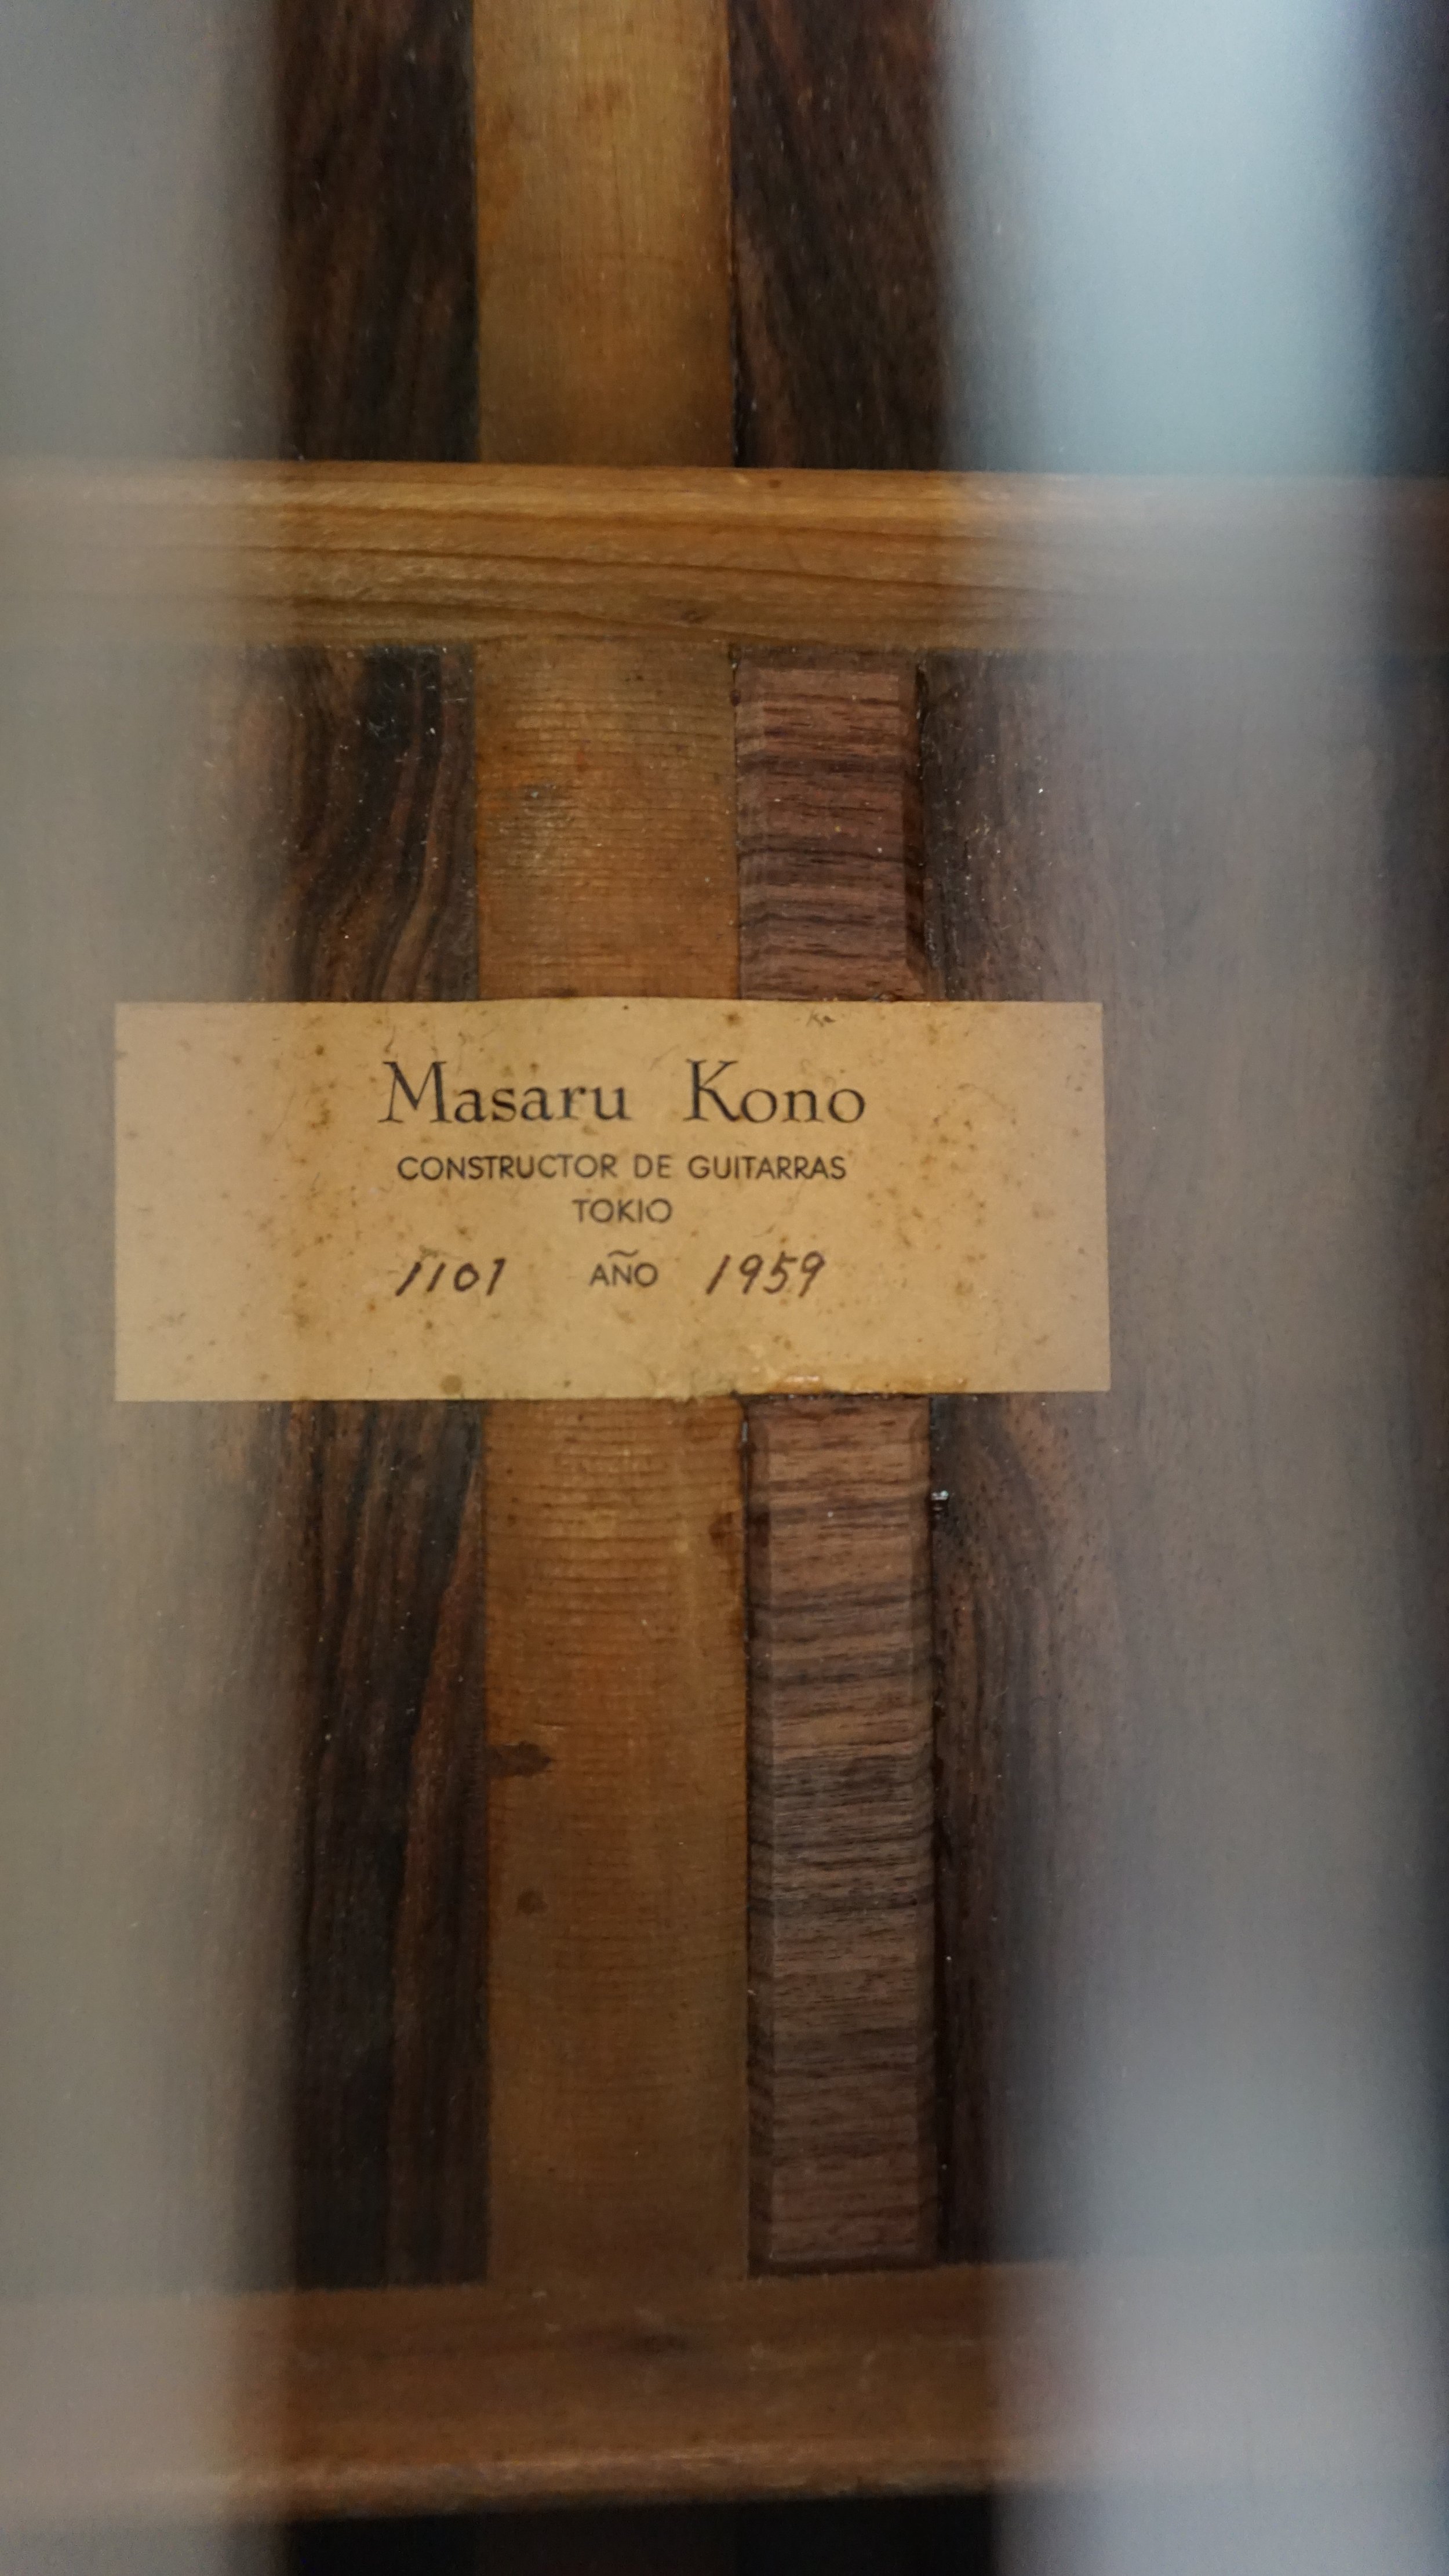 Masaru Kono
CONSTRUCTOR DE GUITARRAS
TOKIO
1101 AÑO 1959